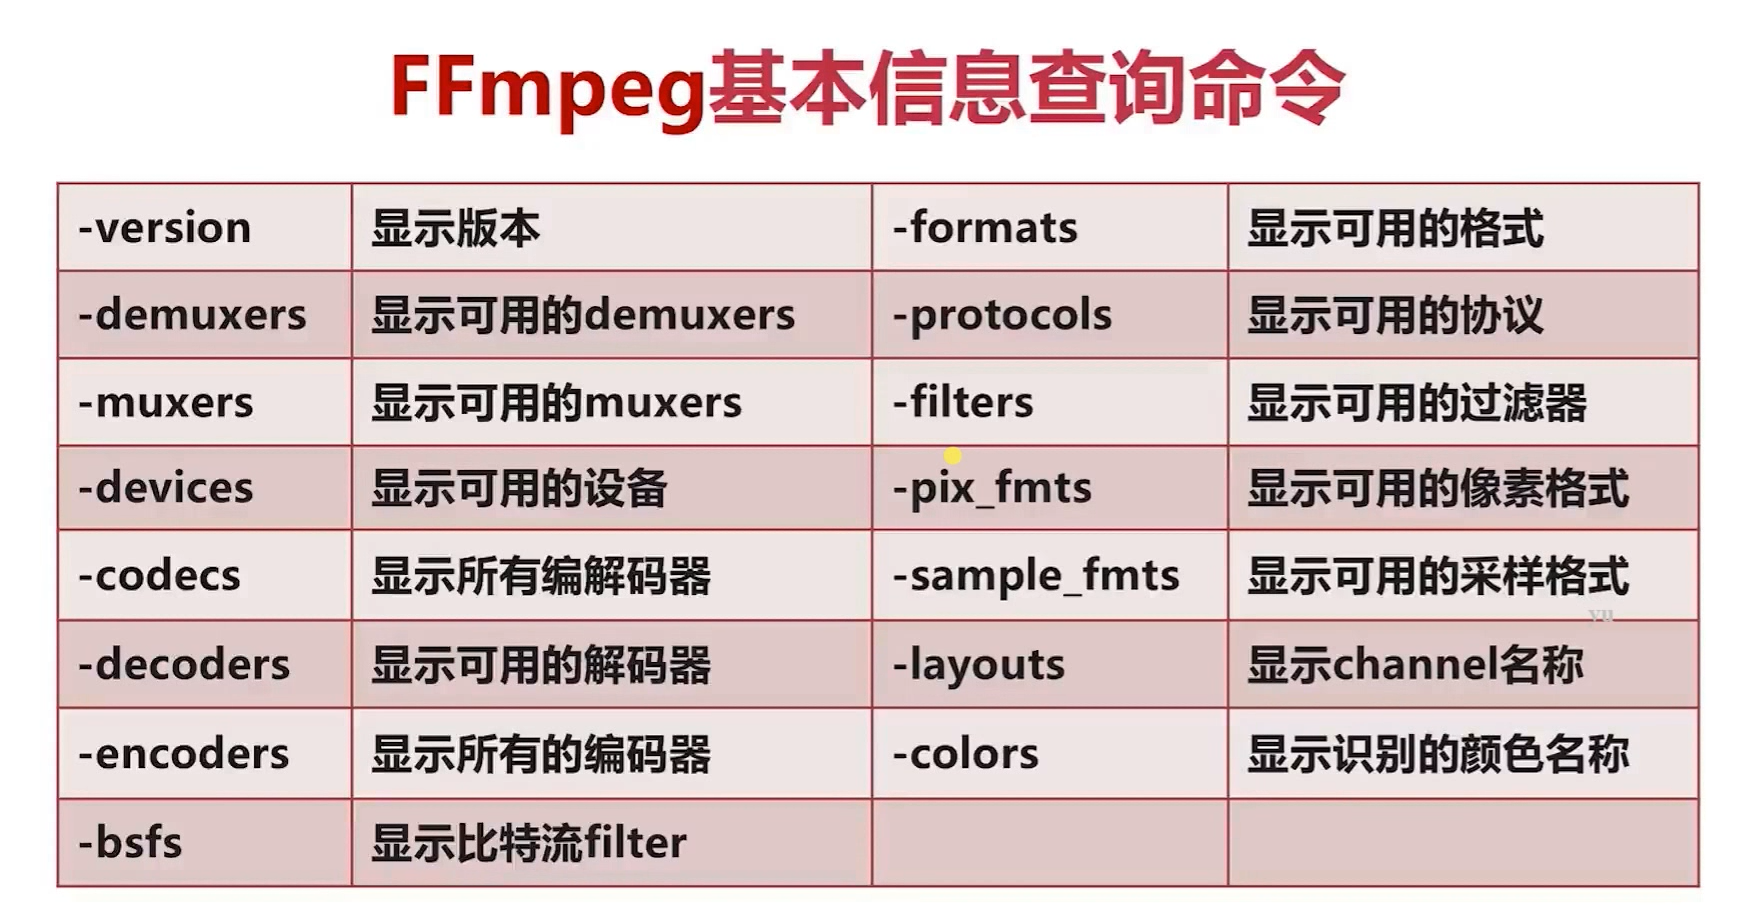 FFmpeg基本信息查询命令
-version 显示版本 -formats 显示可用的格式
-demuxers 显示可用的demuxers -protocols 显示可用的协议
-muxers 显示可用的muxers -filters 显示可用的过滤器
-devices 显示可用的设备 -pix_fmts 显示可用的像素格式
-codecs 显示所有编解码器 -sample_fmts 显示可用的采样格式
yu
-decoders 显示可用的解码器 -layouts 显示channel名称
-encoders 显示所有的编码器 -colors 显示识别的颜色名称
-bsfs 显示比特流filter